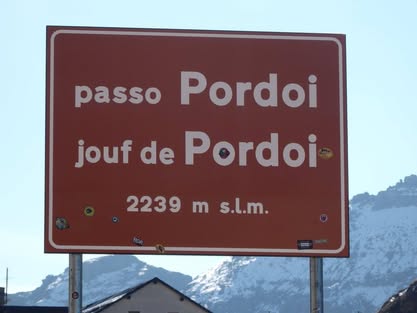 passo Pordoi
jouf de Pordoi
2239 m s.l.m.